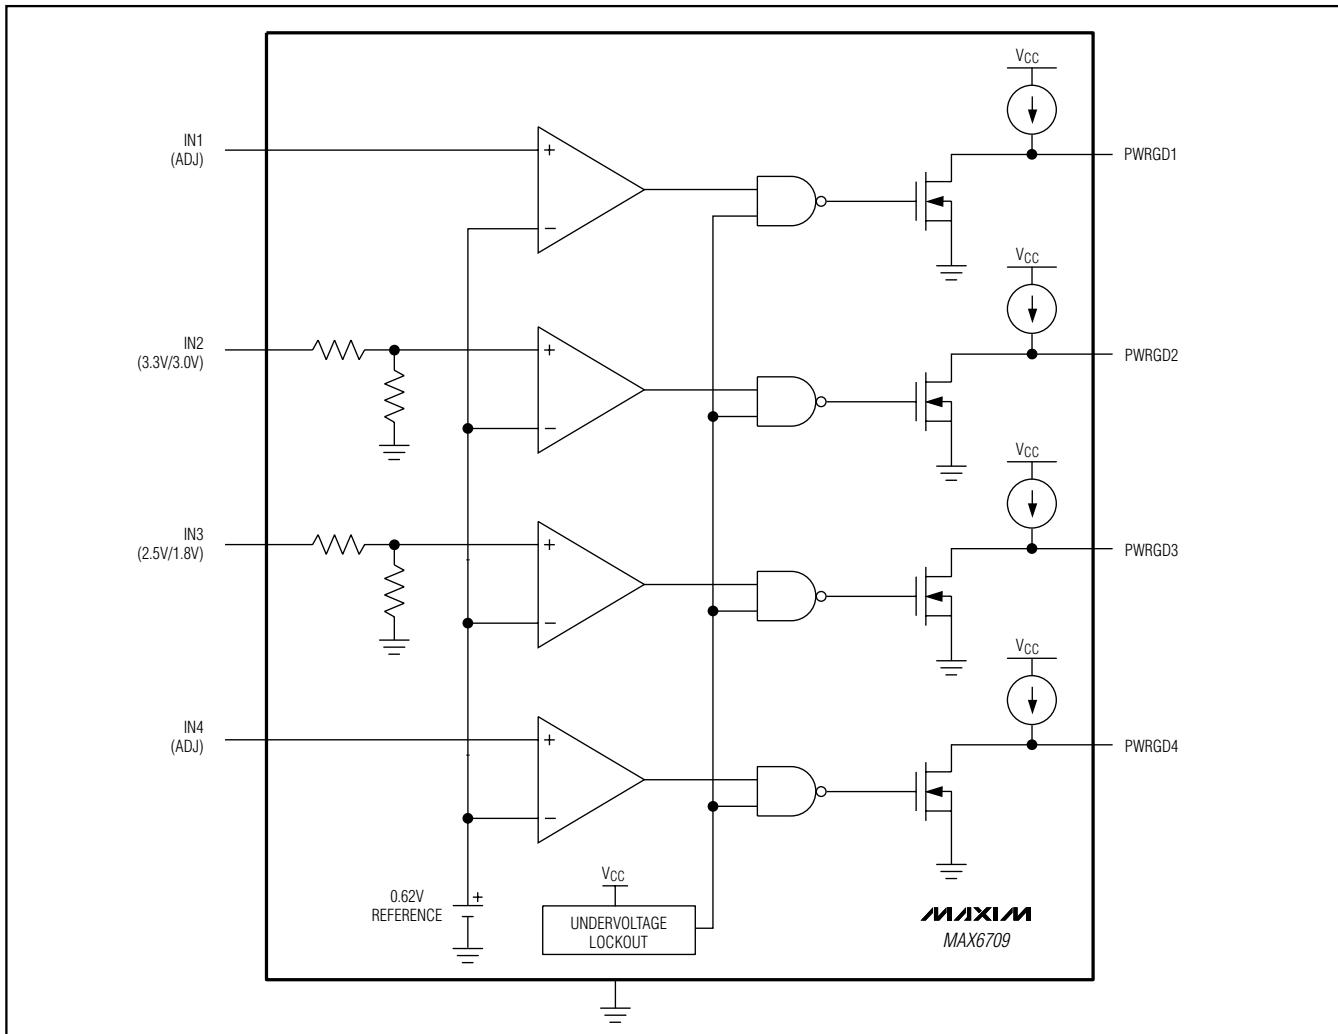 VCC
IN1
(ADJ)
+
−
PWRGD1
VCC
IN2
(3.3V/3.0V)
+
−
PWRGD2
VCC
IN3
(2.5V/1.8V)
+
−
PWRGD3
VCC
IN4
(ADJ)
+
−
PWRGD4
0.62V
REFERENCE
+
VCC
UNDERVOLTAGE
LOCKOUT
MAXIM
MAX6709